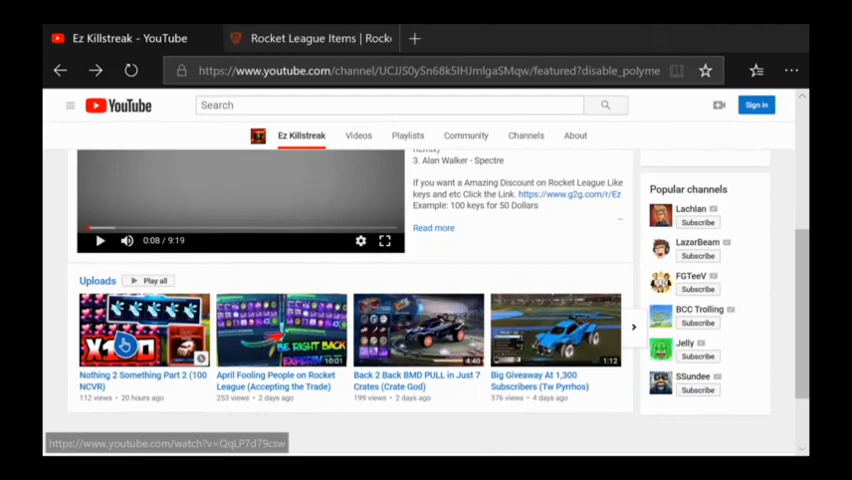 Ez Killstreak - YouTube
Rocket League Items | Rock
https://www.youtube.com/channel/UCJJS0ySn68k5IHJmlgaSMqw/featured?disable_polyme
YouTube
Search
Sign in
Ez Killstreak
Videos
Playlists
Community
Channels
About
3. Alan Walker - Spectre
If you want a Amazing Discount on Rocket League Like
keys and etc Click the Link. https://www.g2g.com/r/Ez
Example: 100 keys for 50 Dollars
Read more
0:08 / 9:19
Popular channels
Lachlan
Subscribe
LazarBeam
Subscribe
FGTeeV
Subscribe
BCC Trolling
Subscribe
Jelly
Subscribe
SSundee
Subscribe
Uploads
Play all
X100
BE RIGHT BACK
10:01
4:40
1:12
Nothing 2 Something Part 2 (100
NCVR)
112 views • 20 hours ago
April Fooling People on Rocket
League (Accepting the Trade)
253 views • 2 days ago
Back 2 Back BMD PULL in Just 7
Crates (Crate God)
199 views • 2 days ago
Big Giveaway At 1,300
Subscribers (Tw Pyrrhos)
376 views • 4 days ago
https://www.youtube.com/watch?v=QqLP7d79csw